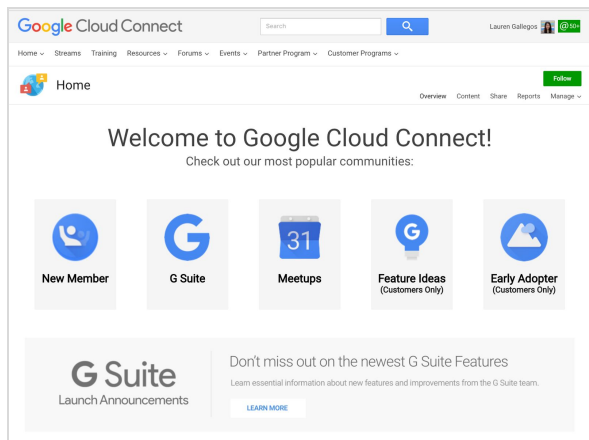 Google Cloud Connect
Search
Lauren Gallegos
@ 50+
Home Streams Training Resources Forums Events Partner Program Customer Programs
Home
Follow
Overview Content Share Reports Manage
Welcome to Google Cloud Connect!
Check out our most popular communities:
G
31
G
New Member
G Suite
Meetups
Feature Ideas
(Customers Only)
Early Adopter
(Customers Only)
G Suite
Launch Announcements
Don't miss out on the newest G Suite Features
Learn essential information about new features and improvements from the G Suite team.
LEARN MORE